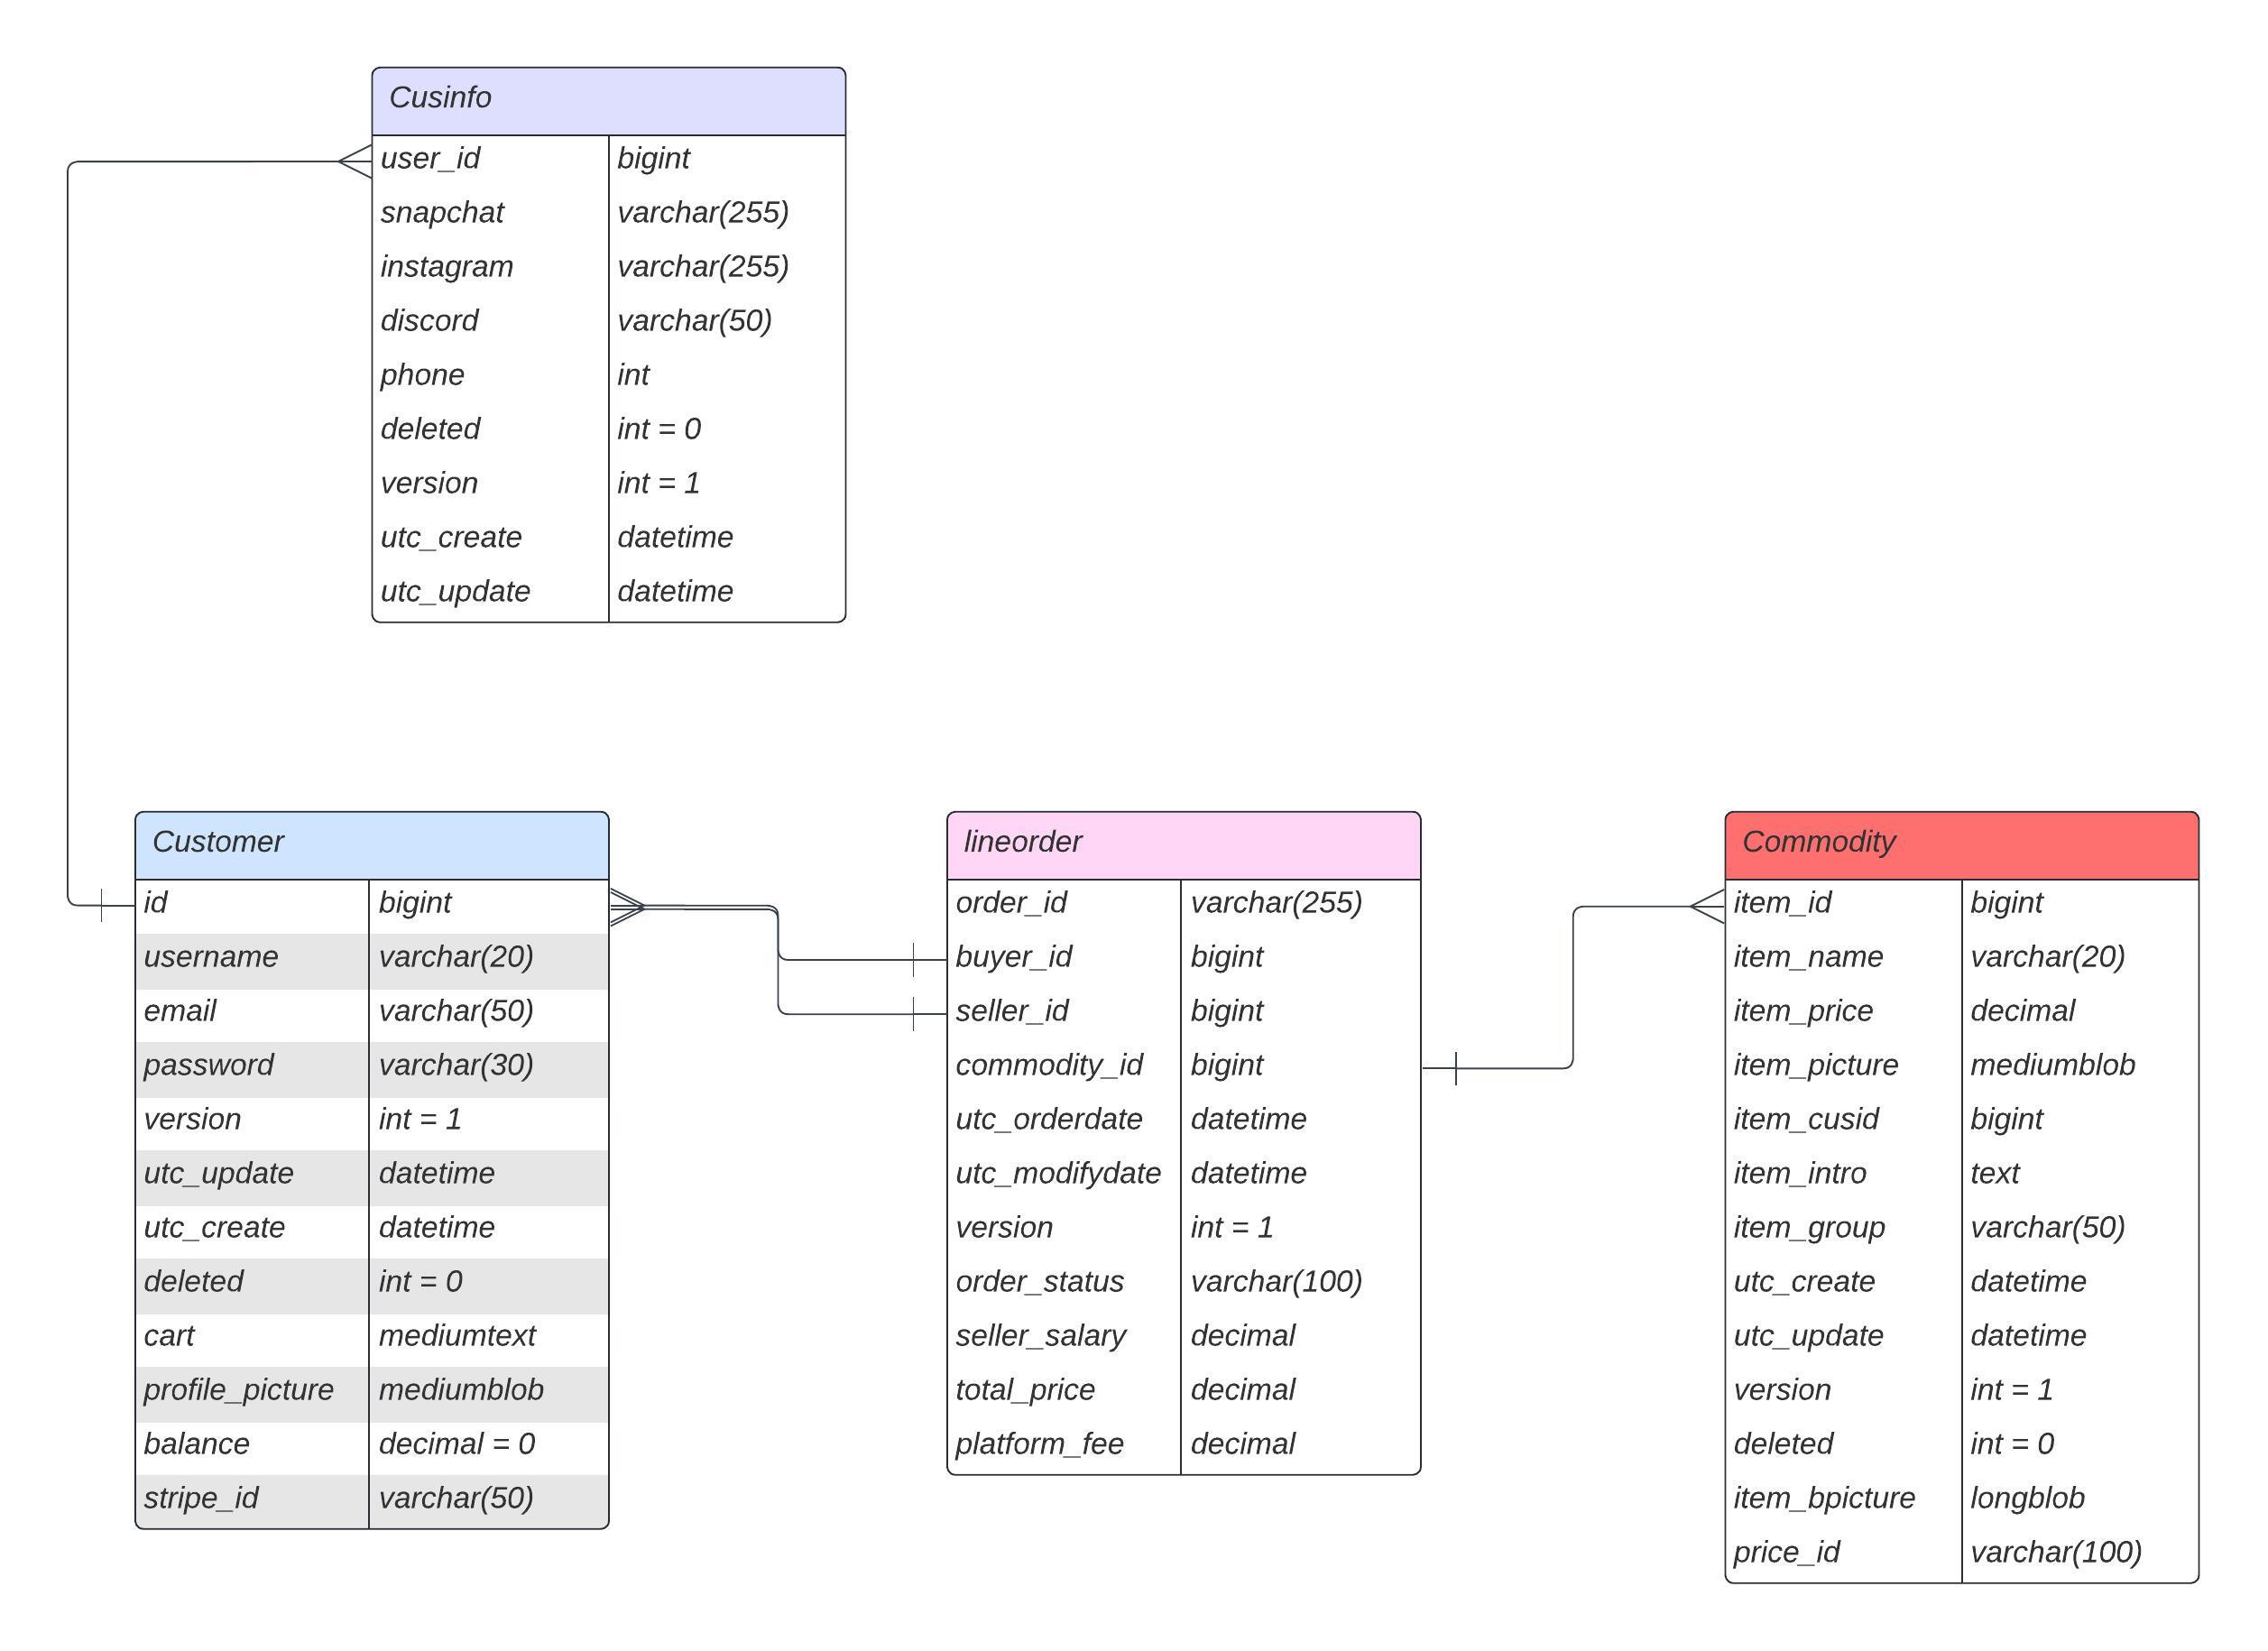 Cusinfo
user_id bigint
snapchat varchar(255)
instagram varchar(255)
discord varchar(50)
phone int
deleted int = 0
version int = 1
utc_create datetime
utc_update datetime
Customer
id bigint
username varchar(20)
email varchar(50)
password varchar(30)
version int = 1
utc_update datetime
utc_create datetime
deleted int = 0
cart mediumtext
profile_picture mediumblob
balance decimal = 0
stripe_id varchar(50)
lineorder
order_id varchar(255)
buyer_id bigint
seller_id bigint
commodity_id bigint
utc_orderdate datetime
utc_modifydate datetime
version int = 1
order_status varchar(100)
seller_salary decimal
total_price decimal
platform_fee decimal
Commodity
item_id bigint
item_name varchar(20)
item_price decimal
item_picture mediumblob
item_cusid bigint
item_intro text
item_group varchar(50)
utc_create datetime
utc_update datetime
version int = 1
deleted int = 0
item_bpicture longblob
price_id varchar(100)